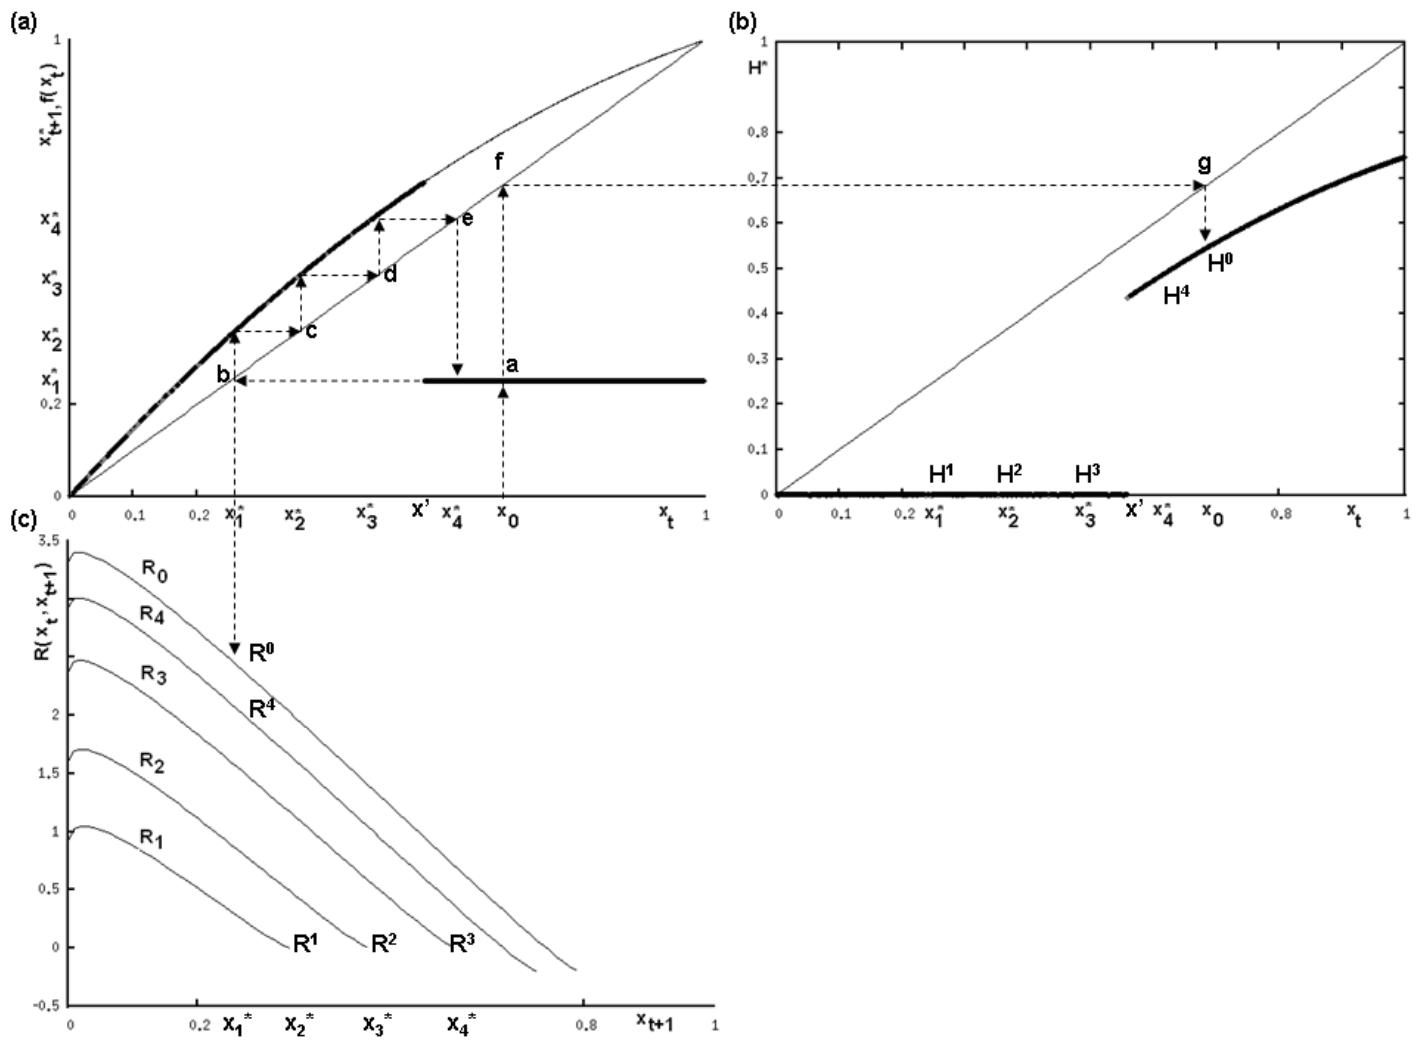 (a)
1
x*t+1, f( xt)
x*4
x*3
x*2
x*1
0.2
0
f
e
d
c
b
a
0 0.1 0.2 x*1 x*2 x*3 x' x*4 x0 xt 1
(b)
1
H*
0.8
0.7
0.6
0.5
0.4
0.3
0.2
0.1
0
g
H0
H4
H1 H2 H3
0 0.1 0.2 x*1 x*2 x*3 x' x*4 x0 0.8 xt 1
(c)
3.5
R( xt, xt+1)
2
1.5
1
0.5
0
-0.5
R0
R4
R3
R2
R1
R0
R4
R1 R2 R3
0 0.2 x1* x2* x3* x4* 0.8 xt+1 1